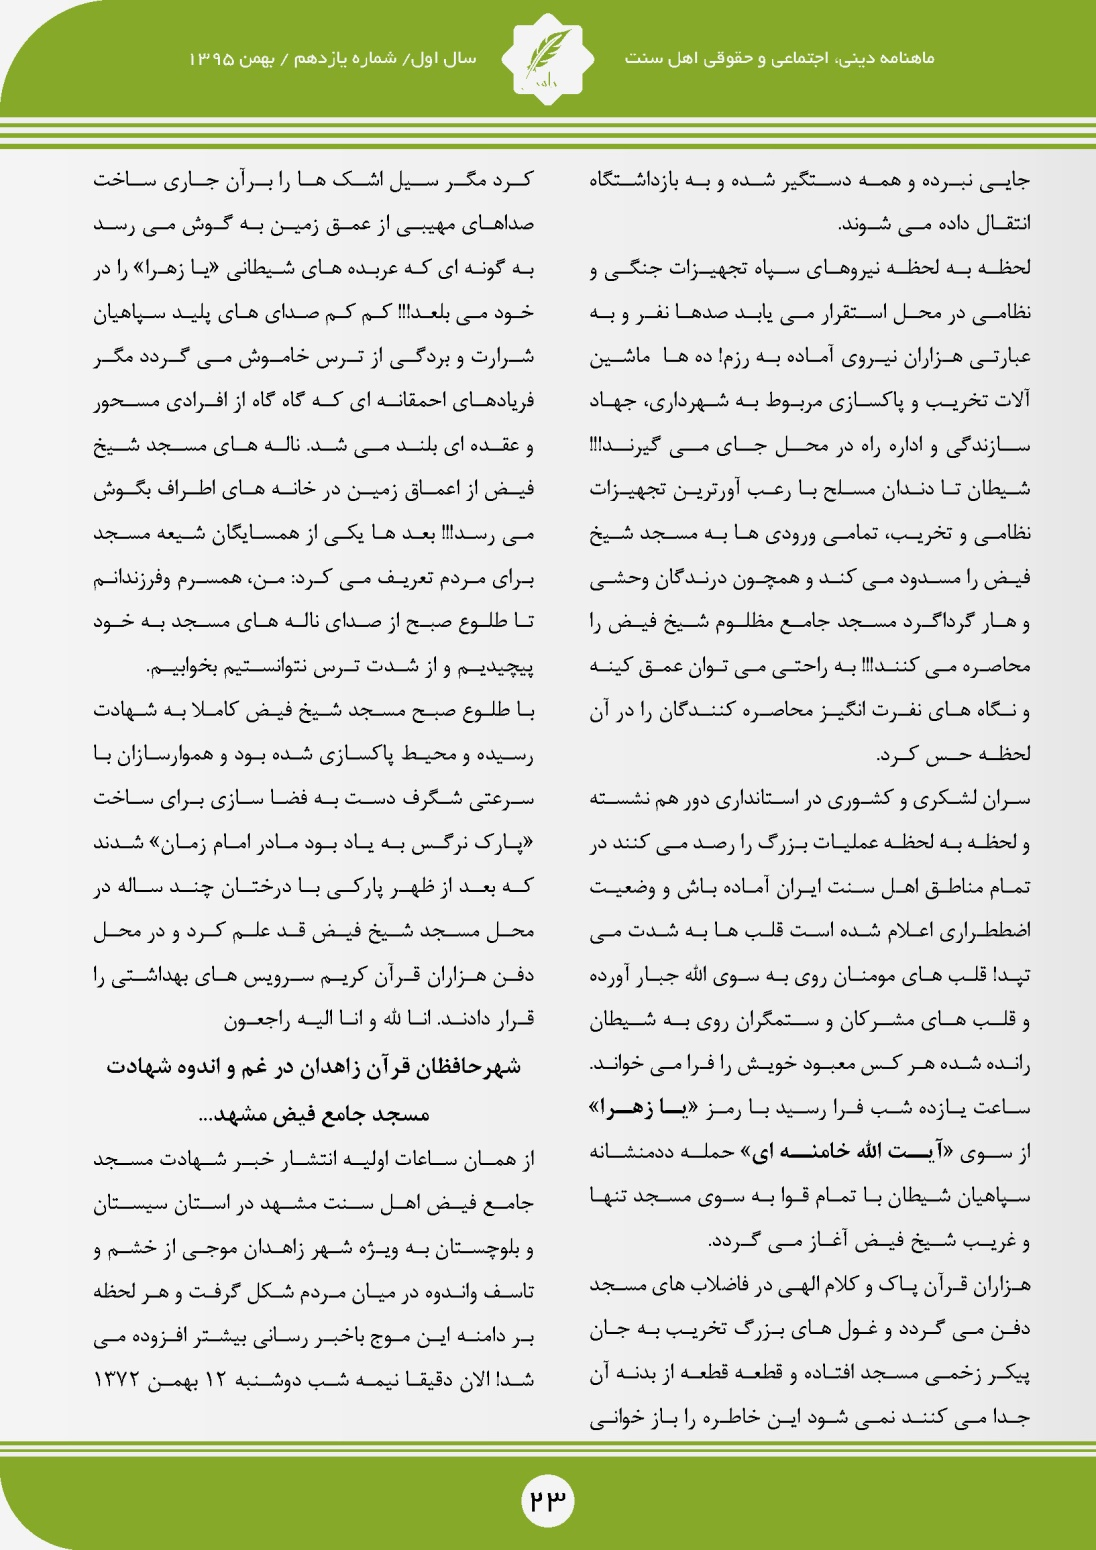 ماهنامه دینی، اجتماعی و حقوقی اهل سنت
سال اول/ شماره یازدهم / بهمن ۱۳۹۵
جایی نبرده و همه دستگیر شده و به بازداشتگاه
انتقال داده می شوند.
لحظه به لحظه نیروهای سپاه تجهیزات جنگی و
نظامی در محل استقرار می یابد صدها نفر و به
عبارتی هزاران نیروی آماده به رزم! ده ها ماشین
آلات تخریب و پاکسازی مربوط به شهرداری، جهاد
سازندگی و اداره راه در محل جای می گیرند!!!
شیطان تا دندان مسلح با رعب آورترین تجهیزات
نظامی و تخریب، تمامی ورودی ها به مسجد شیخ
فیض را مسدود می کند و همچون درندگان وحشی
و هار گرداگرد مسجد جامع مظلوم شیخ فیض را
محاصره می کنند!!! به راحتی می توان عمق کینه
و نگاه های نفرت انگیز محاصره کنندگان را در آن
لحظه حس کرد.
سران لشکری و کشوری در استانداری دور هم نشسته
و لحظه به لحظه عملیات بزرگ را رصد می کنند در
تمام مناطق اهل سنت ایران آماده باش و وضعیت
اضطراری اعلام شده است قلب ها به شدت می
تپد! قلب های مومنان روی به سوی الله جبار آورده
و قلب های مشرکان و ستمگران روی به شیطان
رانده شده هر کس معبود خویش را فرا می خواند.
ساعت یازده شب فرا رسید با رمز «یا زهرا»
از سوی «آیت الله خامنه ای» حمله ددمنشانه
سپاهیان شیطان با تمام قوا به سوی مسجد تنها
و غریب شیخ فیض آغاز می گردد.
هزاران قرآن پاک و کلام الهی در فاضلاب های مسجد
دفن می گردد و غول های بزرگ تخریب به جان
پیکر زخمی مسجد افتاده و قطعه قطعه از بدنه آن
جدا می کنند نمی شود این خاطره را باز خوانی
کرد مگر سیل اشک ها را برآن جاری ساخت
صداهای مهیبی از عمق زمین به گوش می رسد
به گونه ای که عربده های شیطانی «یا زهرا» را در
خود می بلعد!!! کم کم صدای های پلید سپاهیان
شرارت و بردگی از ترس خاموش می گردد مگر
فریادهای احمقانه ای که گاه گاه از افرادی مسحور
و عقده ای بلند می شد. ناله های مسجد شیخ
فیض از اعماق زمین در خانه های اطراف بگوش
می رسد!!! بعد ها یکی از همسایگان شیعه مسجد
برای مردم تعریف می کرد: من، همسرم وفرزندانم
تا طلوع صبح از صدای ناله های مسجد به خود
پیچیدیم و از شدت ترس نتوانستیم بخوابیم.
با طلوع صبح مسجد شیخ فیض کاملا به شهادت
رسیده و محیط پاکسازی شده بود و هموارسازان با
سرعتی شگرف دست به فضا سازی برای ساخت
«پارک نرگس به یاد بود مادر امام زمان» شدند
که بعد از ظهر پارکی با درختان چند ساله در
محل مسجد شیخ فیض قد علم کرد و در محل
دفن هزاران قرآن کریم سرویس های بهداشتی را
قرار دادند. انا لله و انا الیه راجعون
شهرحافظان قرآن زاهدان در غم و اندوه شهادت
مسجد جامع فیض مشهد...
از همان ساعات اولیه انتشار خبر شهادت مسجد
جامع فیض اهل سنت مشهد در استان سیستان
و بلوچستان به ویژه شهر زاهدان موجی از خشم و
تاسف واندوه در میان مردم شکل گرفت و هر لحظه
بر دامنه این موج باخبر رسانی بیشتر افزوده می
شد! الان دقیقا نیمه شب دوشنبه ۱۲ بهمن ۱۳۷۲
۲۳